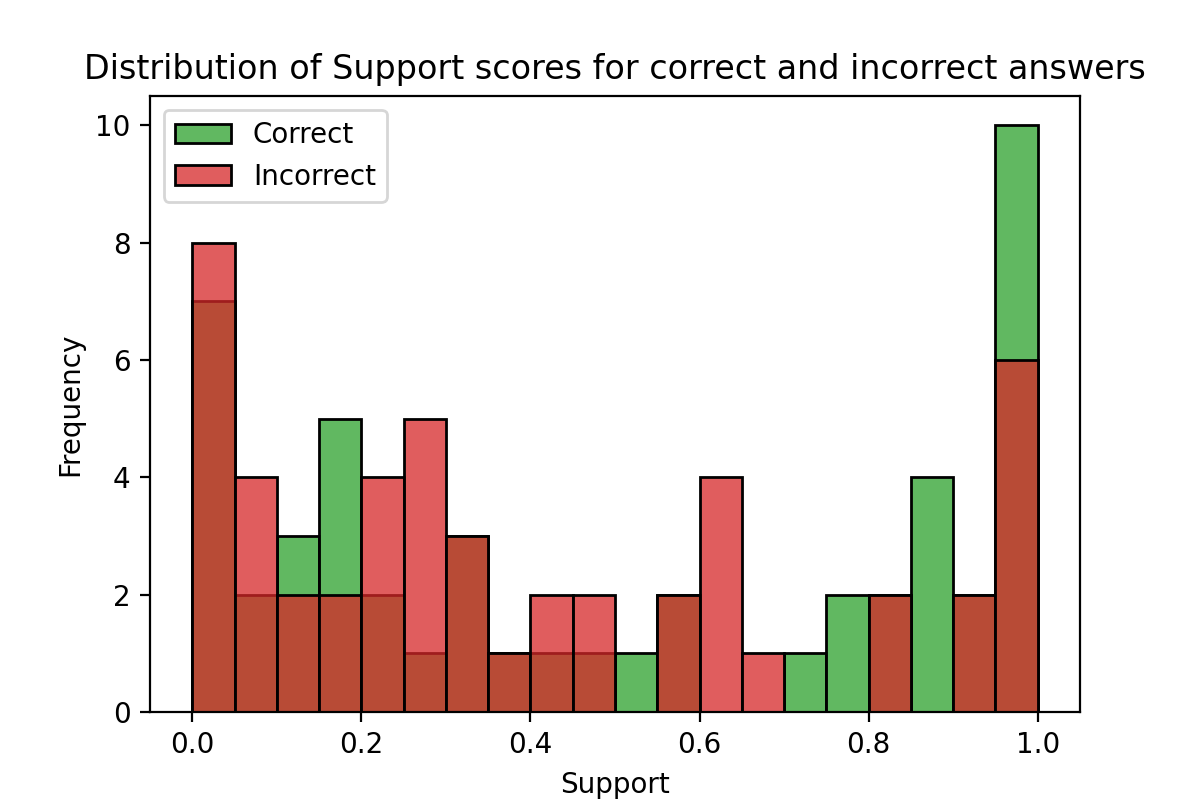 Distribution of Support scores for correct and incorrect answers
Correct
Incorrect
10
8
6
4
2
0
Frequency
0.0 0.2 0.4 0.6 0.8 1.0
Support